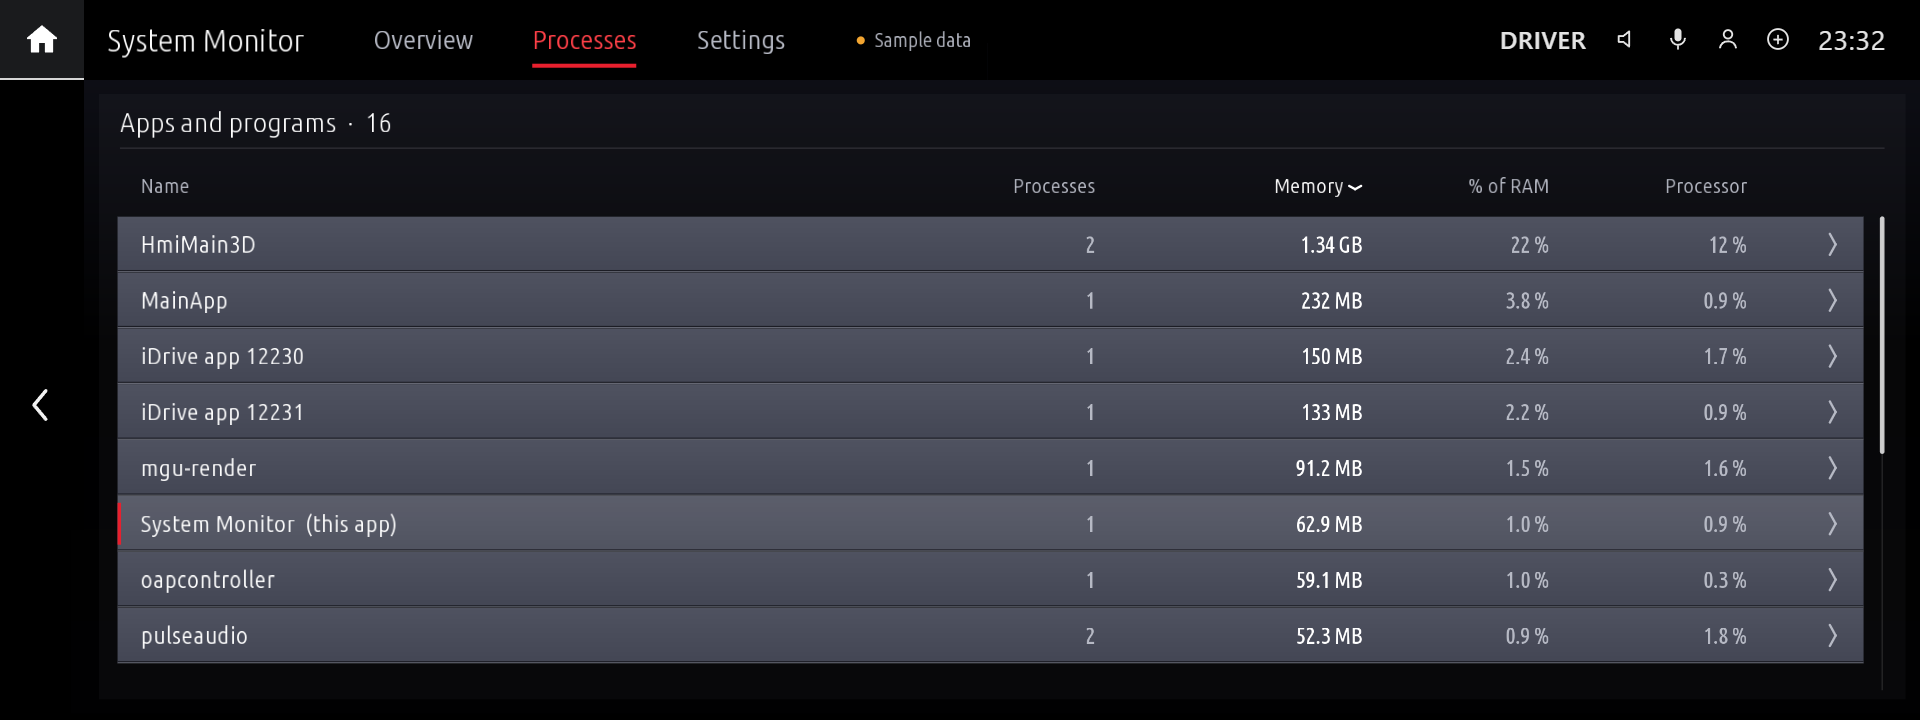 System Monitor Overview Processes Settings Sample data DRIVER 23:32
Apps and programs · 16
Name Processes Memory % of RAM Processor
HmiMain3D 2 1.34 GB 22 % 12 %
MainApp 1 232 MB 3.8 % 0.9 %
iDrive app 12230 1 150 MB 2.4 % 1.7 %
iDrive app 12231 1 133 MB 2.2 % 0.9 %
mgu-render 1 91.2 MB 1.5 % 1.6 %
System Monitor (this app) 1 62.9 MB 1.0 % 0.9 %
oapcontroller 1 59.1 MB 1.0 % 0.3 %
pulseaudio 2 52.3 MB 0.9 % 1.8 %